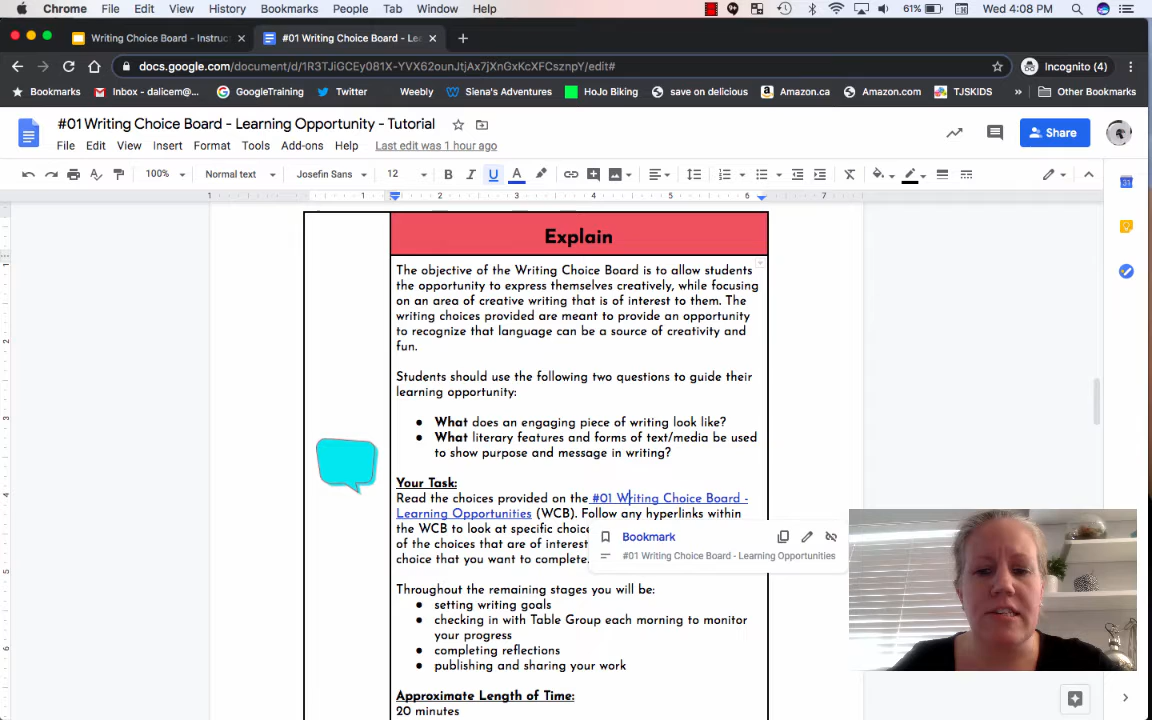 Chrome File Edit View History Bookmarks People Tab Window Help 61% Wed 4:08 PM
Writing Choice Board - Instruc #01 Writing Choice Board - Lea
docs.google.com/document/d/1R3TJiGCEy081X-YVX62ounJtjAx7jXnGxKcXFCsznpY/edit# Incognito (4)
Bookmarks Inbox - dalicem@... GoogleTraining Twitter Weebly Siena's Adventures HoJo Biking save on delicious Amazon.ca Amazon.com TJSKIDS » Other Bookmarks
#01 Writing Choice Board - Learning Opportunity - Tutorial
File Edit View Insert Format Tools Add-ons Help Last edit was 1 hour ago
Share
100% Normal text Josefin Sans 12 B I U A
1 1 2 3 4 5 6 7
Explain
The objective of the Writing Choice Board is to allow students
the opportunity to express themselves creatively, while focusing
on an area of creative writing that is of interest to them. The
writing choices provided are meant to provide an opportunity
to recognize that language can be a source of creativity and
fun.
Students should use the following two questions to guide their
learning opportunity:
● What does an engaging piece of writing look like?
● What literary features and forms of text/media be used
to show purpose and message in writing?
Your Task:
Read the choices provided on the #01 Writing Choice Board -
Learning Opportunities (WCB). Follow any hyperlinks within
the WCB to look at specific choice
of the choices that are of interest
choice that you want to complete.
Bookmark
#01 Writing Choice Board - Learning Opportunities
Throughout the remaining stages you will be:
● setting writing goals
● checking in with Table Group each morning to monitor
your progress
● completing reflections
● publishing and sharing your work
Approximate Length of Time:
20 minutes